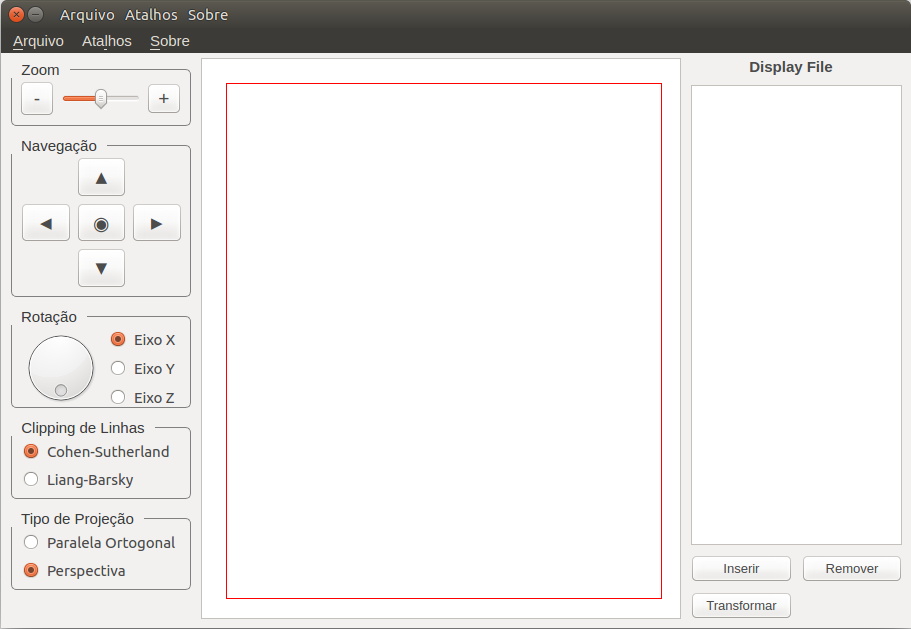 Arquivo Atalhos Sobre
Arquivo Atalhos Sobre
Zoom
- +
Navegação
Rotação
Eixo X
Eixo Y
Eixo Z
Clipping de Linhas
Cohen-Sutherland
Liang-Barsky
Tipo de Projeção
Paralela Ortogonal
Perspectiva
Display File
Inserir Remover
Transformar